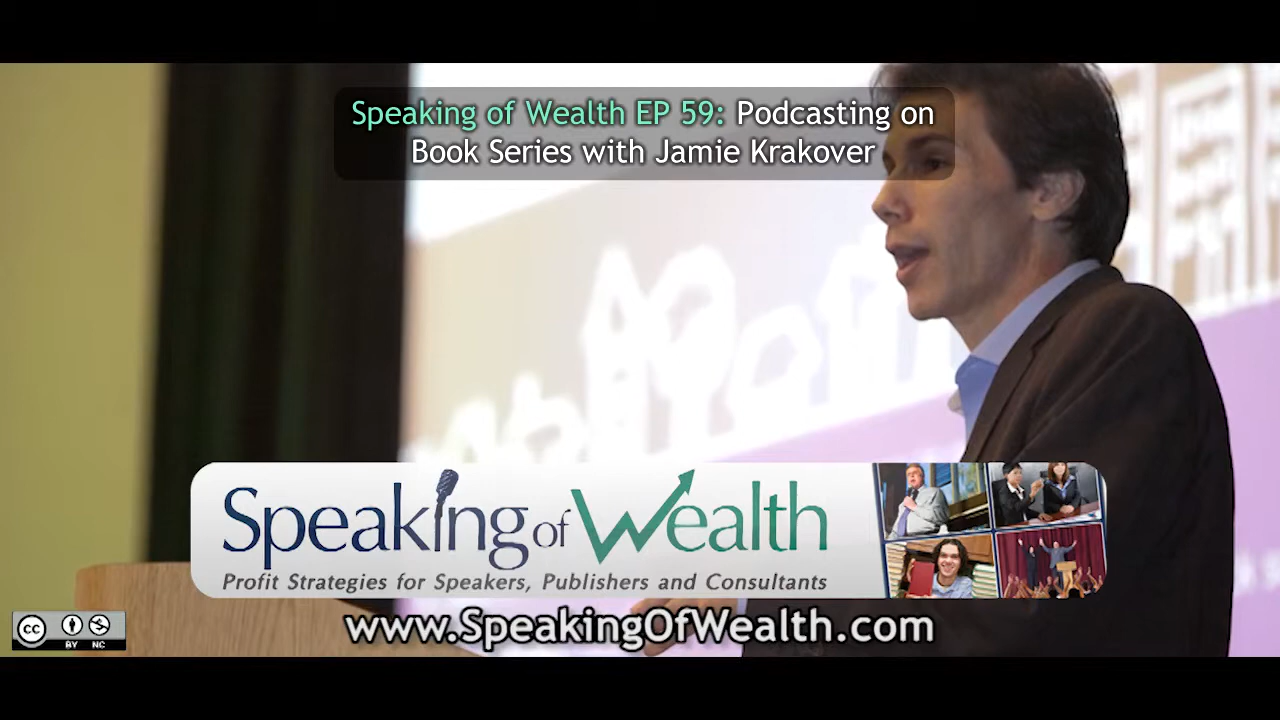 Speaking of Wealth EP 59: Podcasting on
Book Series with Jamie Krakover
Speaking of Wealth
Profit Strategies for Speakers, Publishers and Consultants
www.SpeakingOfWealth.com
cc
BY NC